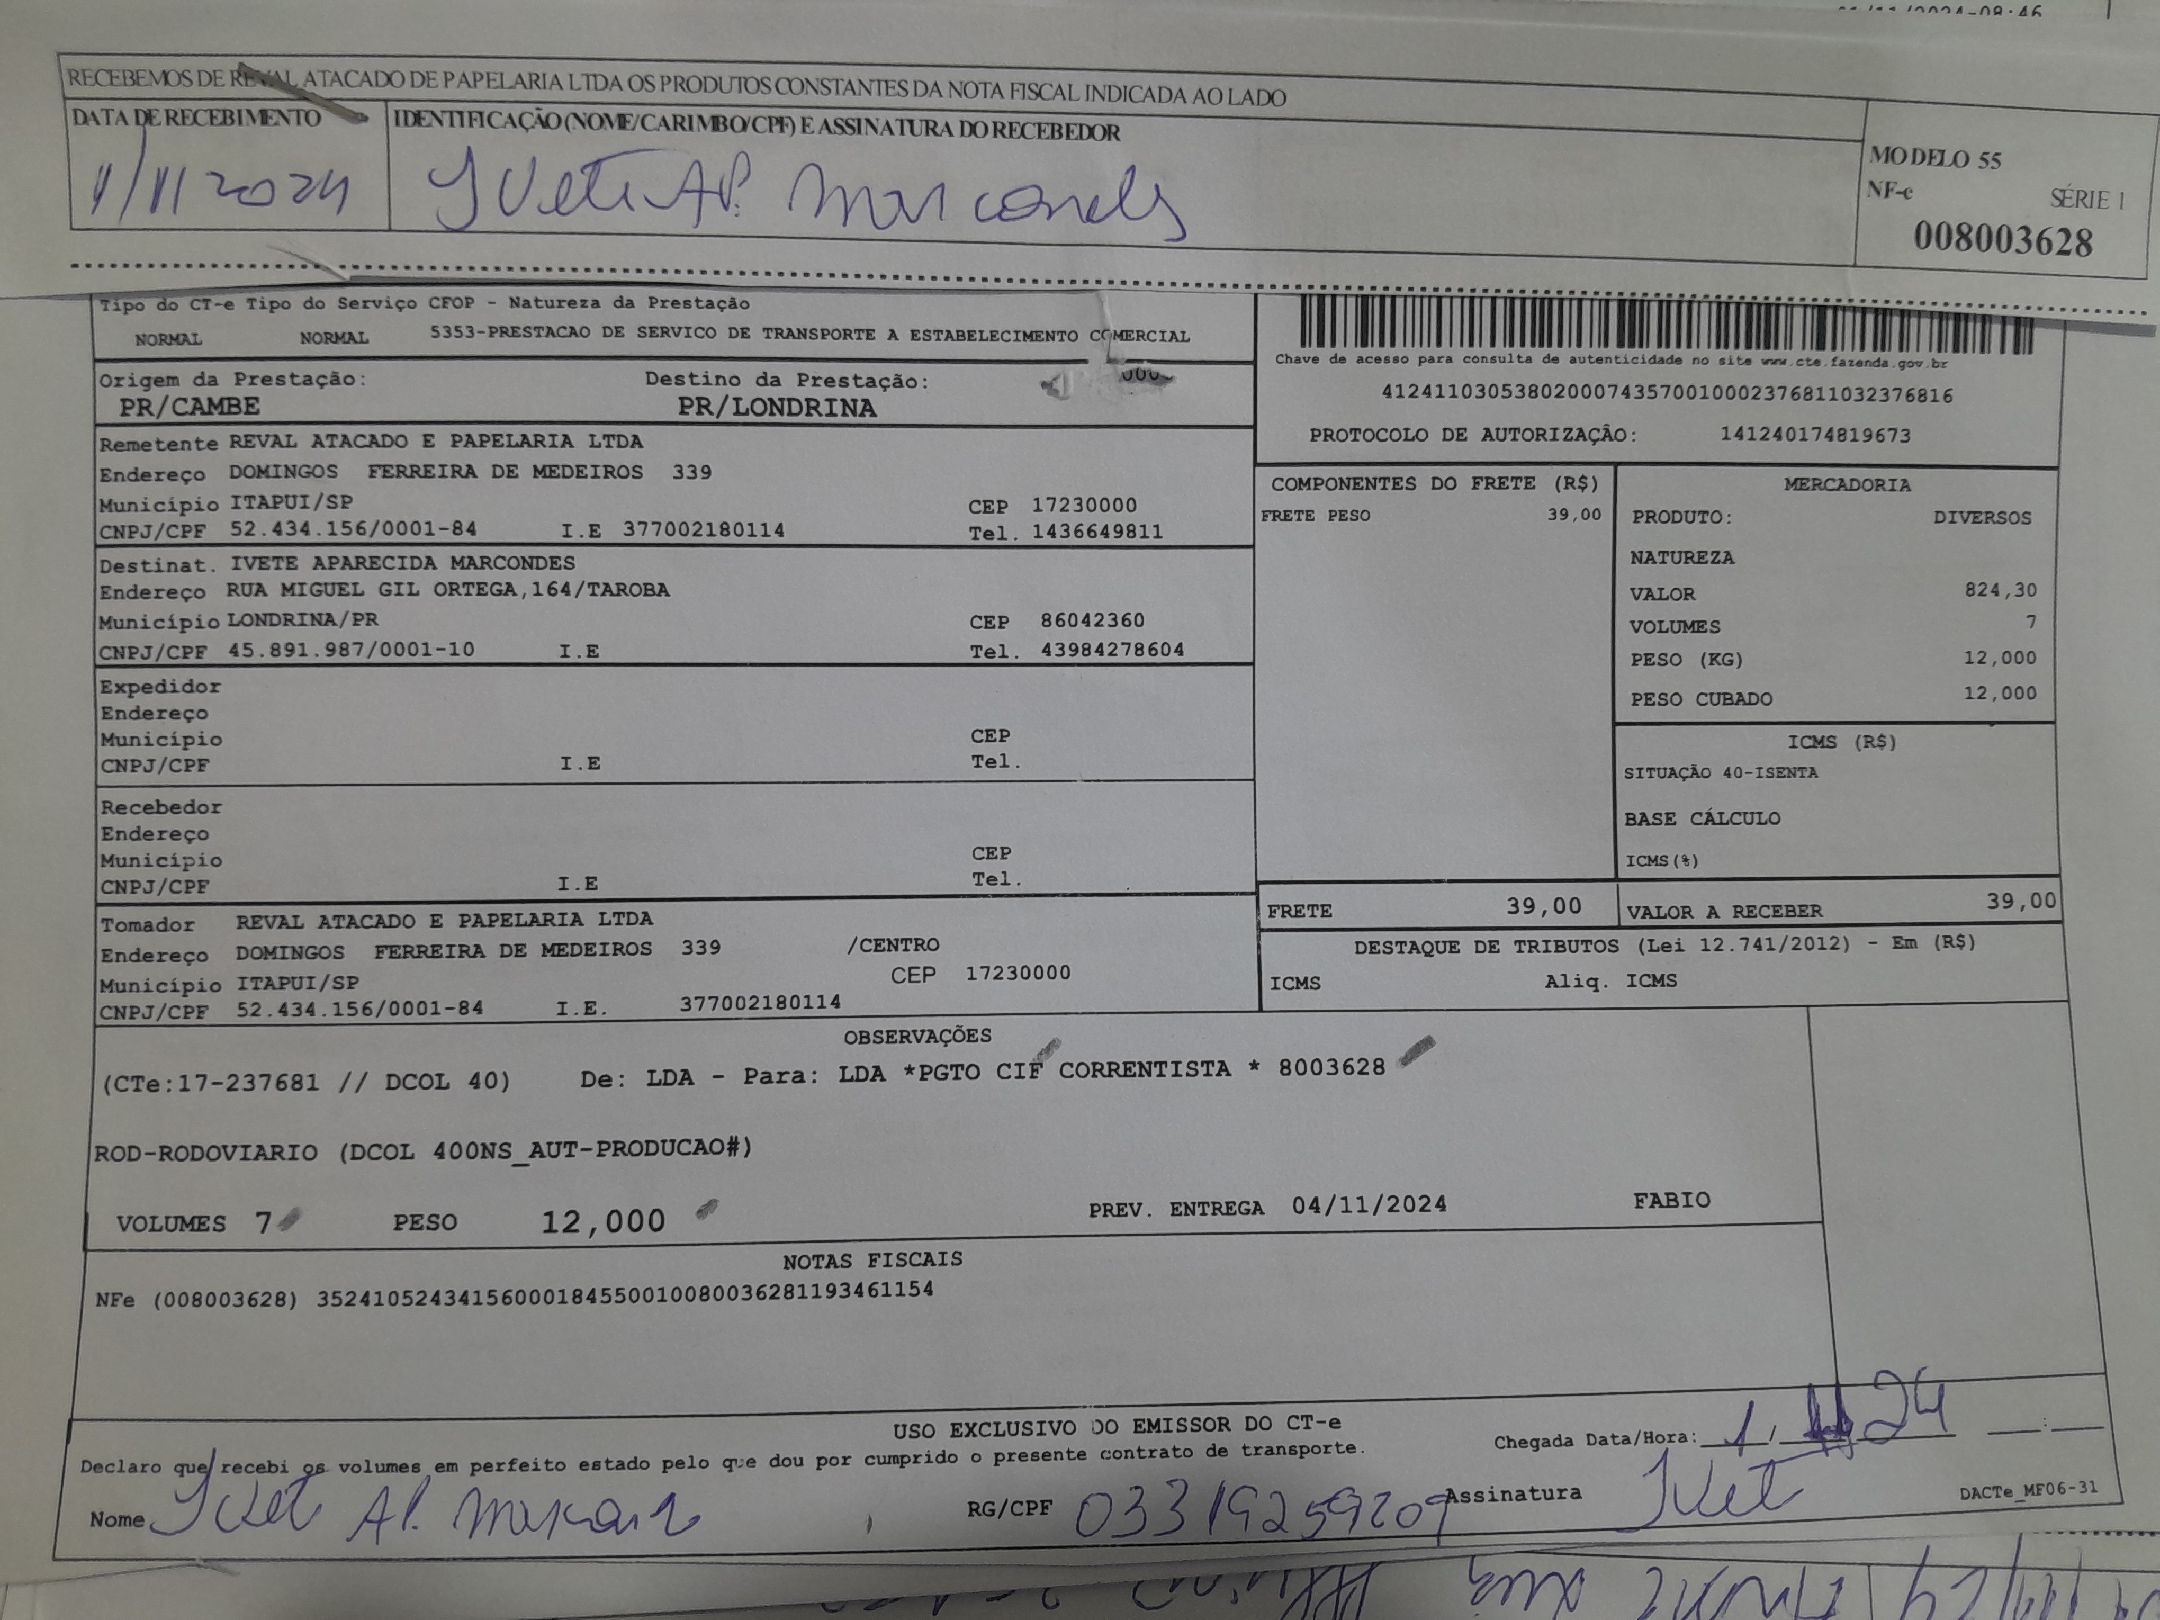 RECEBEMOS DE REVAL ATACADO DE PAPELARIA LTDA OS PRODUTOS CONSTANTES DA NOTA FISCAL INDICADA AO LADO
DATA DE RECEBIMENTO IDENTIFICAÇÃO (NOME/CARIMBO/CPF) E ASSINATURA DO RECEBEDOR
MODELO 55
NF-e SÉRIE 1
008003628
1/11 2024 Ivete Ap. Marcondes
Tipo do CT-e Tipo do Serviço CFOP - Natureza da Prestação
NORMAL NORMAL 5353-PRESTACAO DE SERVICO DE TRANSPORTE A ESTABELECIMENTO COMERCIAL
Chave de acesso para consulta de autenticidade no site www.cte.fazenda.gov.br
41241103053802000743570010002376811032376816
PROTOCOLO DE AUTORIZAÇÃO: 141240174819673
Origem da Prestação: Destino da Prestação:
PR/CAMBE PR/LONDRINA
Remetente REVAL ATACADO E PAPELARIA LTDA
Endereço DOMINGOS FERREIRA DE MEDEIROS 339
Município ITAPUI/SP CEP 17230000
CNPJ/CPF 52.434.156/0001-84 I.E 377002180114 Tel. 1436649811
Destinat. IVETE APARECIDA MARCONDES
Endereço RUA MIGUEL GIL ORTEGA,164/TAROBA
Município LONDRINA/PR CEP 86042360
CNPJ/CPF 45.891.987/0001-10 I.E Tel. 43984278604
Expedidor
Endereço
Município CEP
CNPJ/CPF I.E Tel.
Recebedor
Endereço
Município CEP
CNPJ/CPF I.E Tel.
Tomador REVAL ATACADO E PAPELARIA LTDA
Endereço DOMINGOS FERREIRA DE MEDEIROS 339 /CENTRO
Município ITAPUI/SP CEP 17230000
CNPJ/CPF 52.434.156/0001-84 I.E. 377002180114
COMPONENTES DO FRETE (R$)
FRETE PESO 39,00
MERCADORIA
PRODUTO: DIVERSOS
NATUREZA
VALOR 824,30
VOLUMES 7
PESO (KG) 12,000
PESO CUBADO 12,000
ICMS (R$)
SITUAÇÃO 40-ISENTA
BASE CÁLCULO
ICMS(%)
FRETE 39,00 VALOR A RECEBER 39,00
DESTAQUE DE TRIBUTOS (Lei 12.741/2012) - Em (R$)
ICMS Aliq. ICMS
OBSERVAÇÕES
(CTe:17-237681 // DCOL 40) De: LDA - Para: LDA *PGTO CIF CORRENTISTA * 8003628
ROD-RODOVIARIO (DCOL 400NS_AUT-PRODUCAO#)
VOLUMES 7 PESO 12,000 PREV. ENTREGA 04/11/2024 FABIO
NOTAS FISCAIS
NFe (008003628) 35241052434156000184550010080036281193461154
USO EXCLUSIVO DO EMISSOR DO CT-e
Declaro que recebi os volumes em perfeito estado pelo que dou por cumprido o presente contrato de transporte.
Chegada Data/Hora: 1/11 24 __:__
Nome Ivete Ap. RG/CPF 03319259209 Assinatura Ivet DACTe_MF06-31